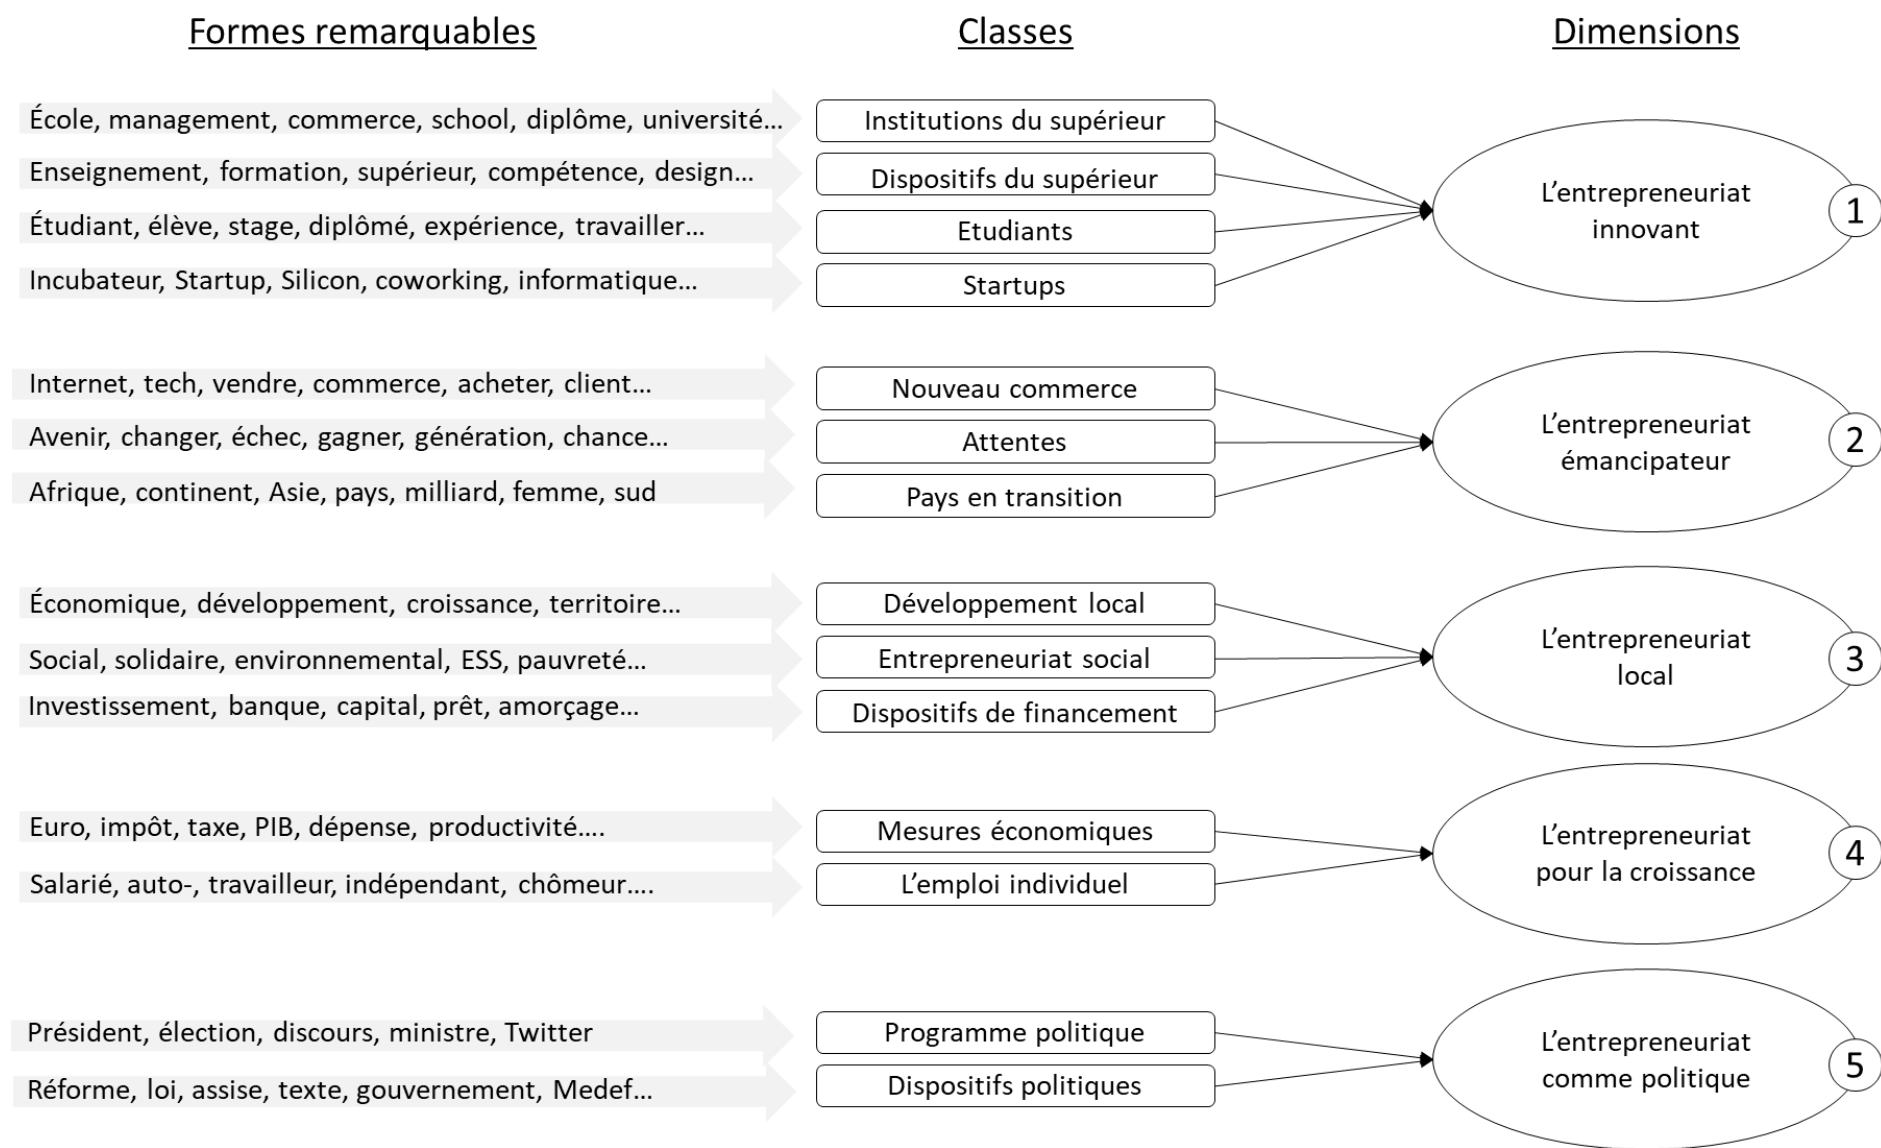 Formes remarquables
Classes
Dimensions
École, management, commerce, school, diplôme, université…
Institutions du supérieur
Enseignement, formation, supérieur, compétence, design…
Dispositifs du supérieur
Étudiant, élève, stage, diplômé, expérience, travailler…
Etudiants
Incubateur, Startup, Silicon, coworking, informatique…
Startups
L’entrepreneuriat
innovant
1
Internet, tech, vendre, commerce, acheter, client…
Nouveau commerce
Avenir, changer, échec, gagner, génération, chance…
Attentes
Afrique, continent, Asie, pays, milliard, femme, sud
Pays en transition
L’entrepreneuriat
émancipateur
2
Économique, développement, croissance, territoire…
Développement local
Social, solidaire, environnemental, ESS, pauvreté…
Entrepreneuriat social
Investissement, banque, capital, prêt, amorçage…
Dispositifs de financement
L’entrepreneuriat
local
3
Euro, impôt, taxe, PIB, dépense, productivité….
Mesures économiques
Salarié, auto-, travailleur, indépendant, chômeur….
L’emploi individuel
L’entrepreneuriat
pour la croissance
4
Président, élection, discours, ministre, Twitter
Programme politique
Réforme, loi, assise, texte, gouvernement, Medef…
Dispositifs politiques
L’entrepreneuriat
comme politique
5